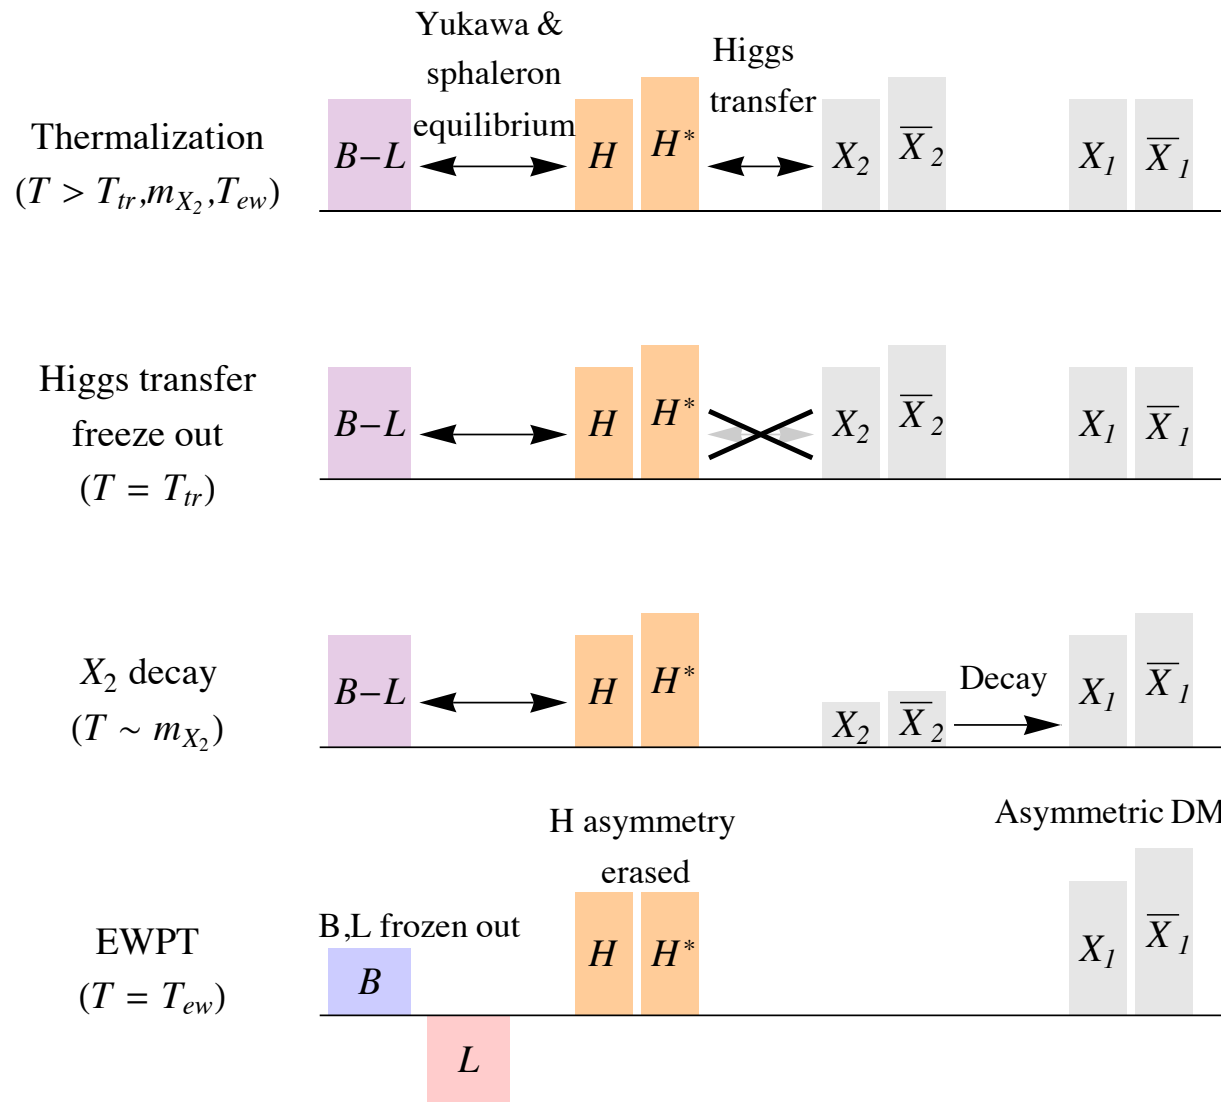 Yukawa &
sphaleron
equilibrium
Higgs
transfer
Thermalization
(T > T_tr,m_X₂,T_ew)
B−L
H
H*
X₂
X̅₂
X₁
X̅₁
Higgs transfer
freeze out
(T = T_tr)
B−L
H
H*
X₂
X̅₂
X₁
X̅₁
X₂ decay
(T ∼ m_X₂)
B−L
H
H*
X₂
X̅₂
Decay
X₁
X̅₁
H asymmetry
erased
Asymmetric DM
EWPT
(T = T_ew)
B,L frozen out
B
L
H
H*
X₁
X̅₁